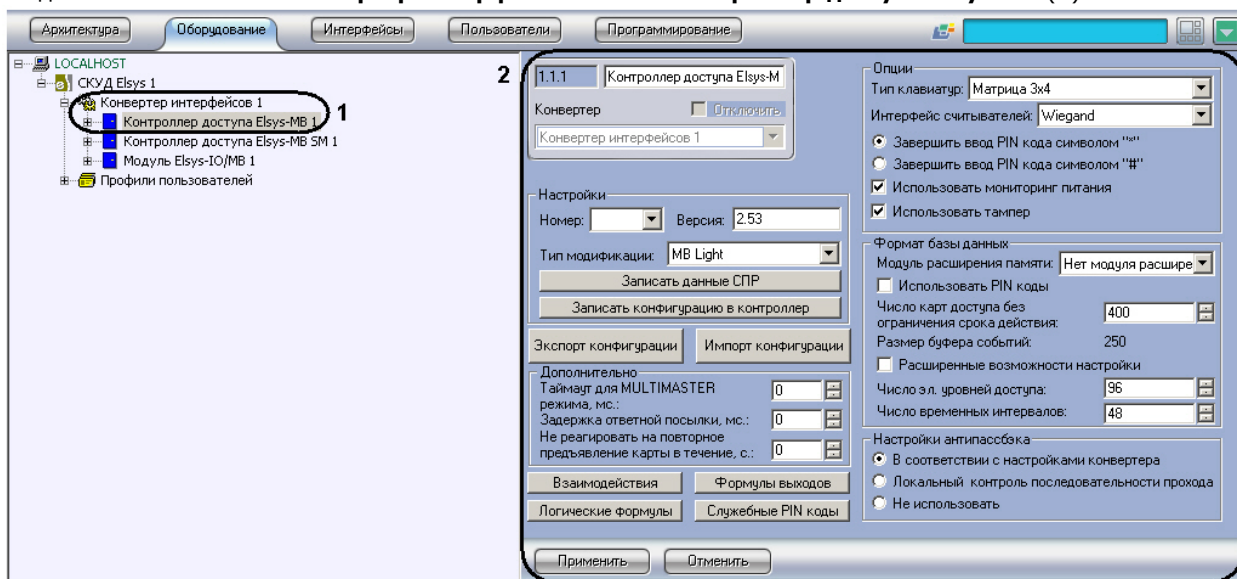 Архитектура Оборудование Интерфейсы Пользователи Программирование
LOCALHOST
СКУД Elsys 1
Конвертер интерфейсов 1
Контроллер доступа Elsys-MB 1
Контроллер доступа Elsys-MB SM 1
Модуль Elsys-IO/MB 1
Профили пользователей
1
2
1.1.1 Контроллер доступа Elsys-M
Конвертер Отключить
Конвертер интерфейсов 1
Настройки
Номер: Версия: 2.53
Тип модификации: MB Light
Записать данные СПР
Записать конфигурацию в контроллер
Экспорт конфигурации Импорт конфигурации
Дополнительно
Таймаут для MULTIMASTER
режима, мс.: 0
Задержка ответной посылки, мс.: 0
Не реагировать на повторное
предъявление карты в течение, с.: 0
Взаимодействия Формулы выходов
Логические формулы Служебные PIN коды
Опции
Тип клавиатур: Матрица 3x4
Интерфейс считывателей: Wiegand
Завершить ввод PIN кода символом "*"
Завершить ввод PIN кода символом "#"
Использовать мониторинг питания
Использовать тампер
Формат базы данных
Модуль расширения памяти: Нет модуля расшире
Использовать PIN коды
Число карт доступа без
ограничения срока действия: 400
Размер буфера событий: 250
Расширенные возможности настройки
Число эл. уровней доступа: 96
Число временных интервалов: 48
Настройки антипассбэка
В соответствии с настройками конвертера
Локальный контроль последовательности прохода
Не использовать
Применить Отменить